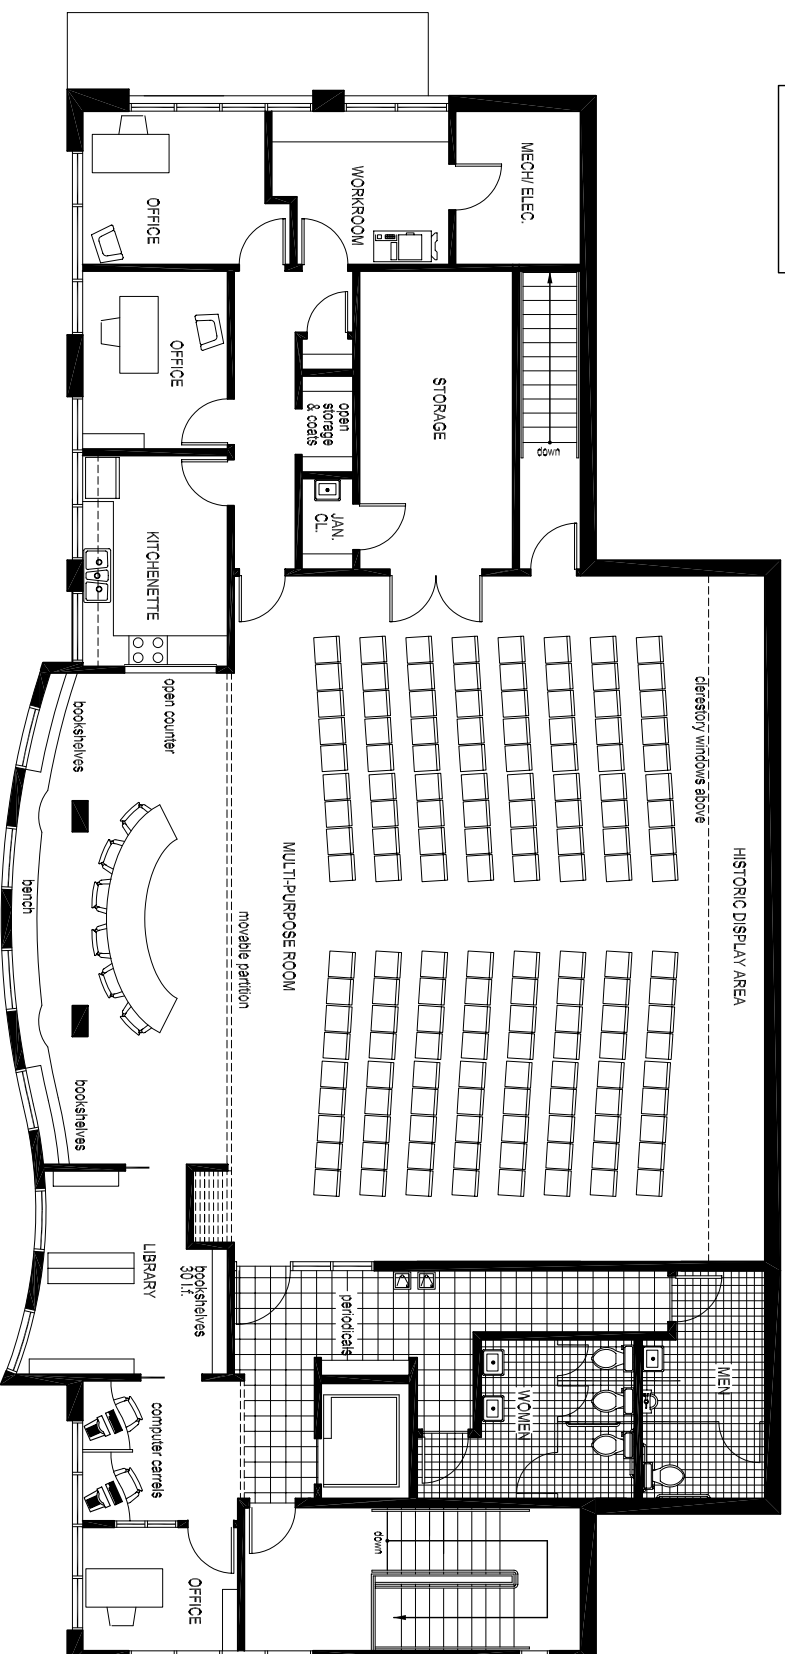 MECH/ ELEC.
WORKROOM
OFFICE
OFFICE
STORAGE
open
storage
& coats
down
JAN.
CL.
KITCHENETTE
open counter
bookshelves
clerestory windows above
HISTORIC DISPLAY AREA
MULTI-PURPOSE ROOM
movable partition
bench
bookshelves
LIBRARY
bookshelves
30 l.f.
periodicals
MEN
WOMEN
computer carrels
down
OFFICE